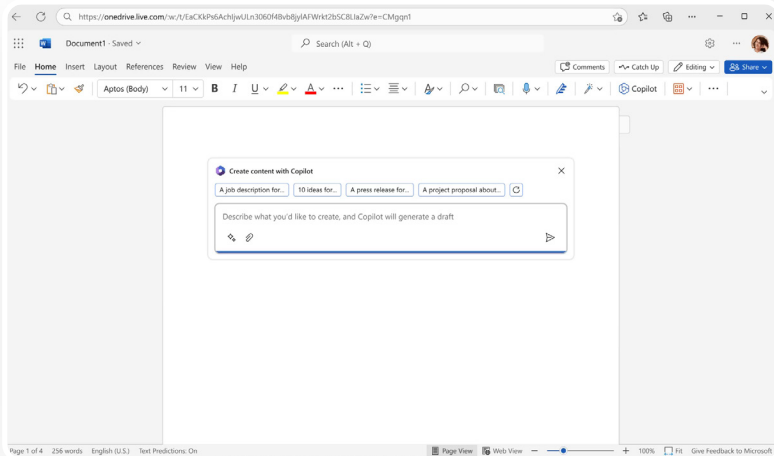 https://onedrive.live.com/:w:/t/EaCKkPs6AchIjwULn3060f4Bvb8jylAFWrkt2bSC8LIaZw?e=CMgqn1
W Document1 - Saved Search (Alt + Q)
File Home Insert Layout References Review View Help Comments Catch Up Editing Share
Aptos (Body) 11 B I U A A Copilot
Create content with Copilot
A job description for... 10 ideas for... A press release for... A project proposal about...
Describe what you'd like to create, and Copilot will generate a draft
Page 1 of 4 256 words English (U.S.) Text Predictions: On Page View Web View 100% Fit Give Feedback to Microsoft